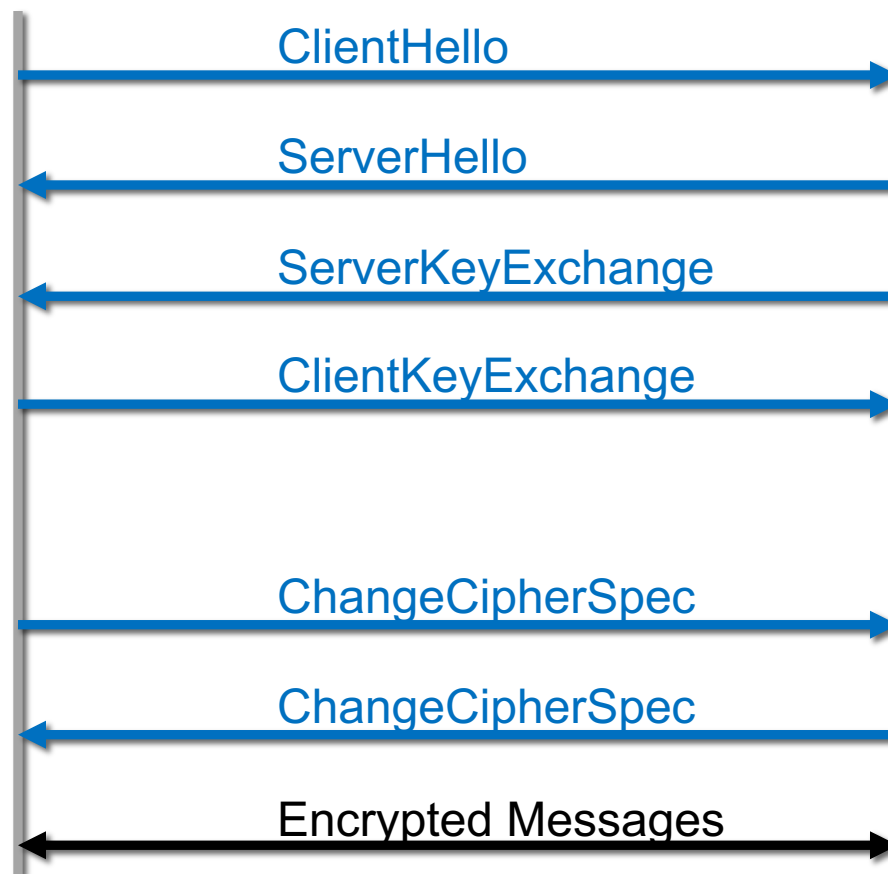 ClientHello
ServerHello
ServerKeyExchange
ClientKeyExchange
ChangeCipherSpec
ChangeCipherSpec
Encrypted Messages